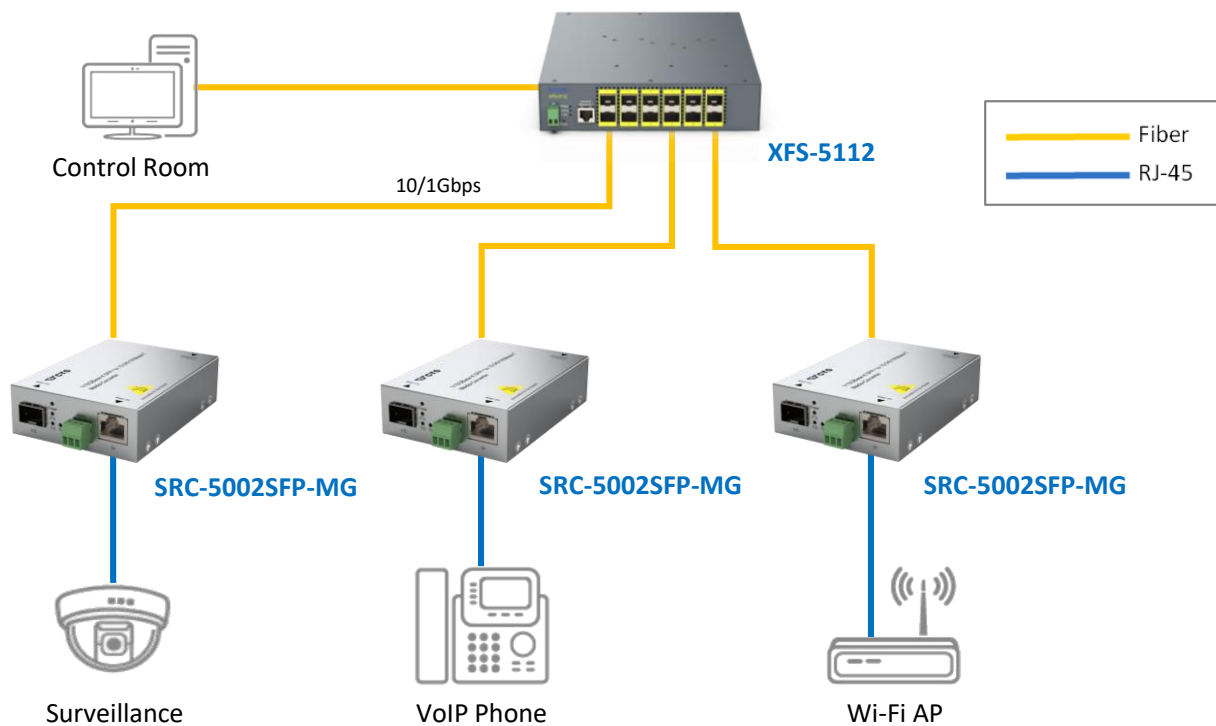 Control Room
XFS-5112
Fiber
RJ-45
10/1Gbps
SRC-5002SFP-MG
SRC-5002SFP-MG
SRC-5002SFP-MG
Surveillance
VoIP Phone
Wi-Fi AP